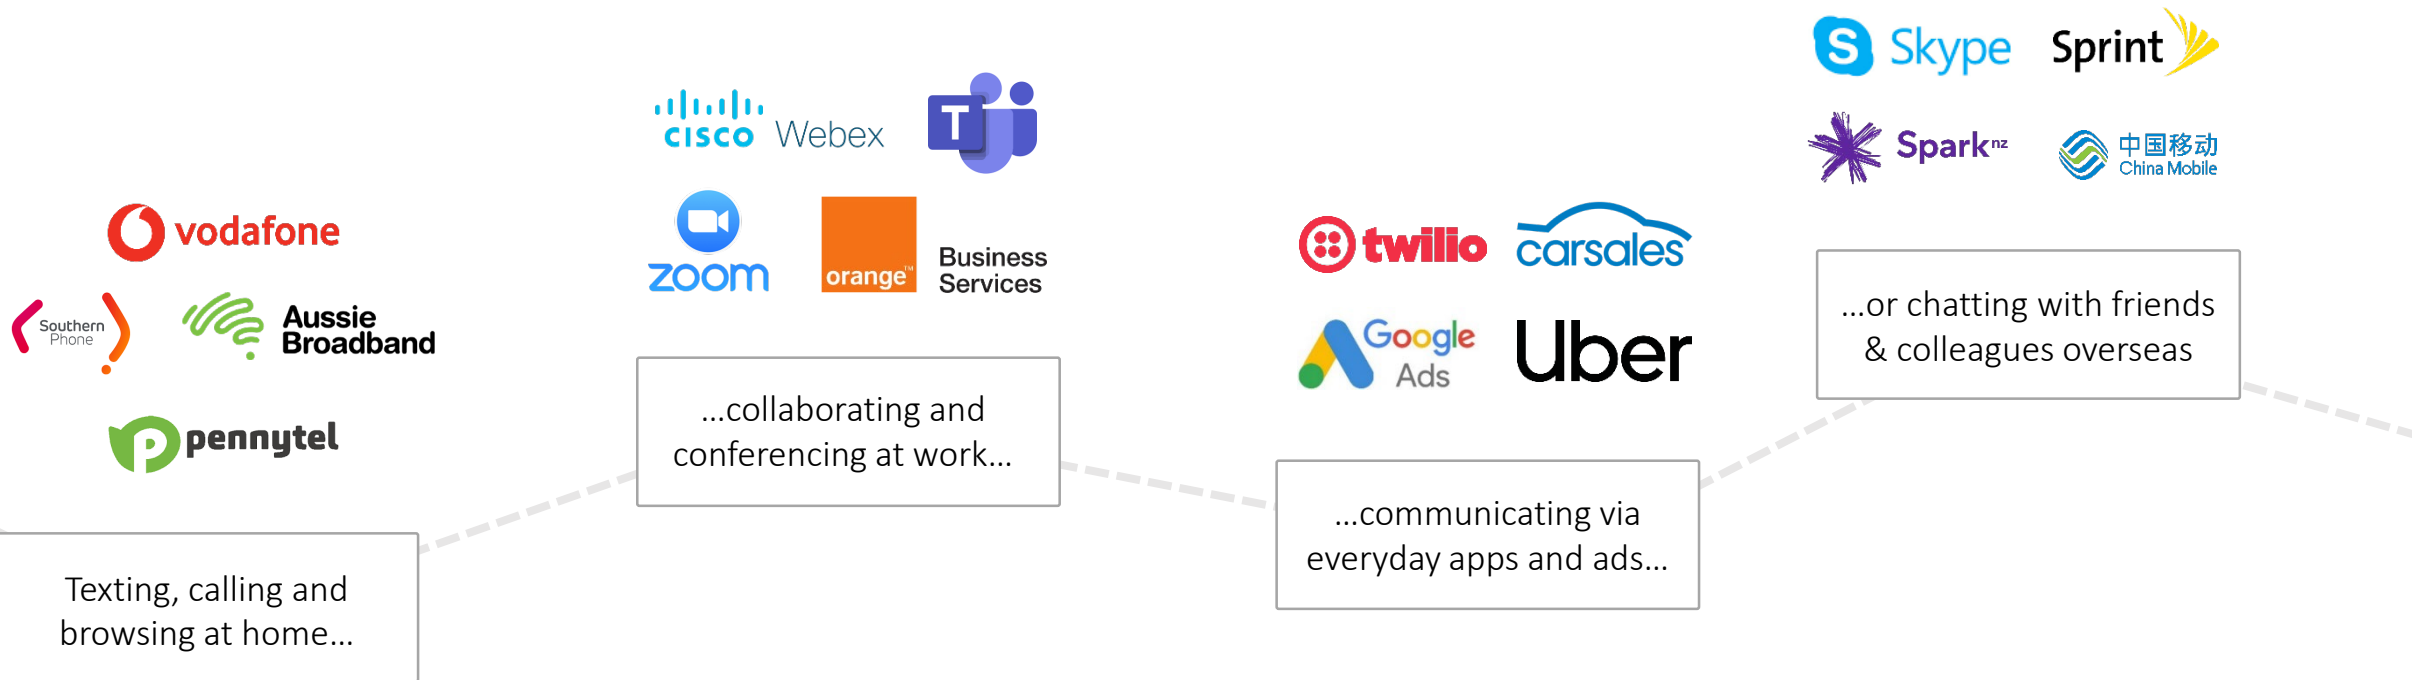 vodafone
Southern
Phone
Aussie
Broadband
pennytel
Texting, calling and
browsing at home...
CISCO Webex
T
zoom
orange™
Business
Services
...collaborating and
conferencing at work...
twilio
carsales
Google
Ads
Uber
...communicating via
everyday apps and ads...
S Skype
Sprint
Spark nz
中国移动
China Mobile
...or chatting with friends
& colleagues overseas